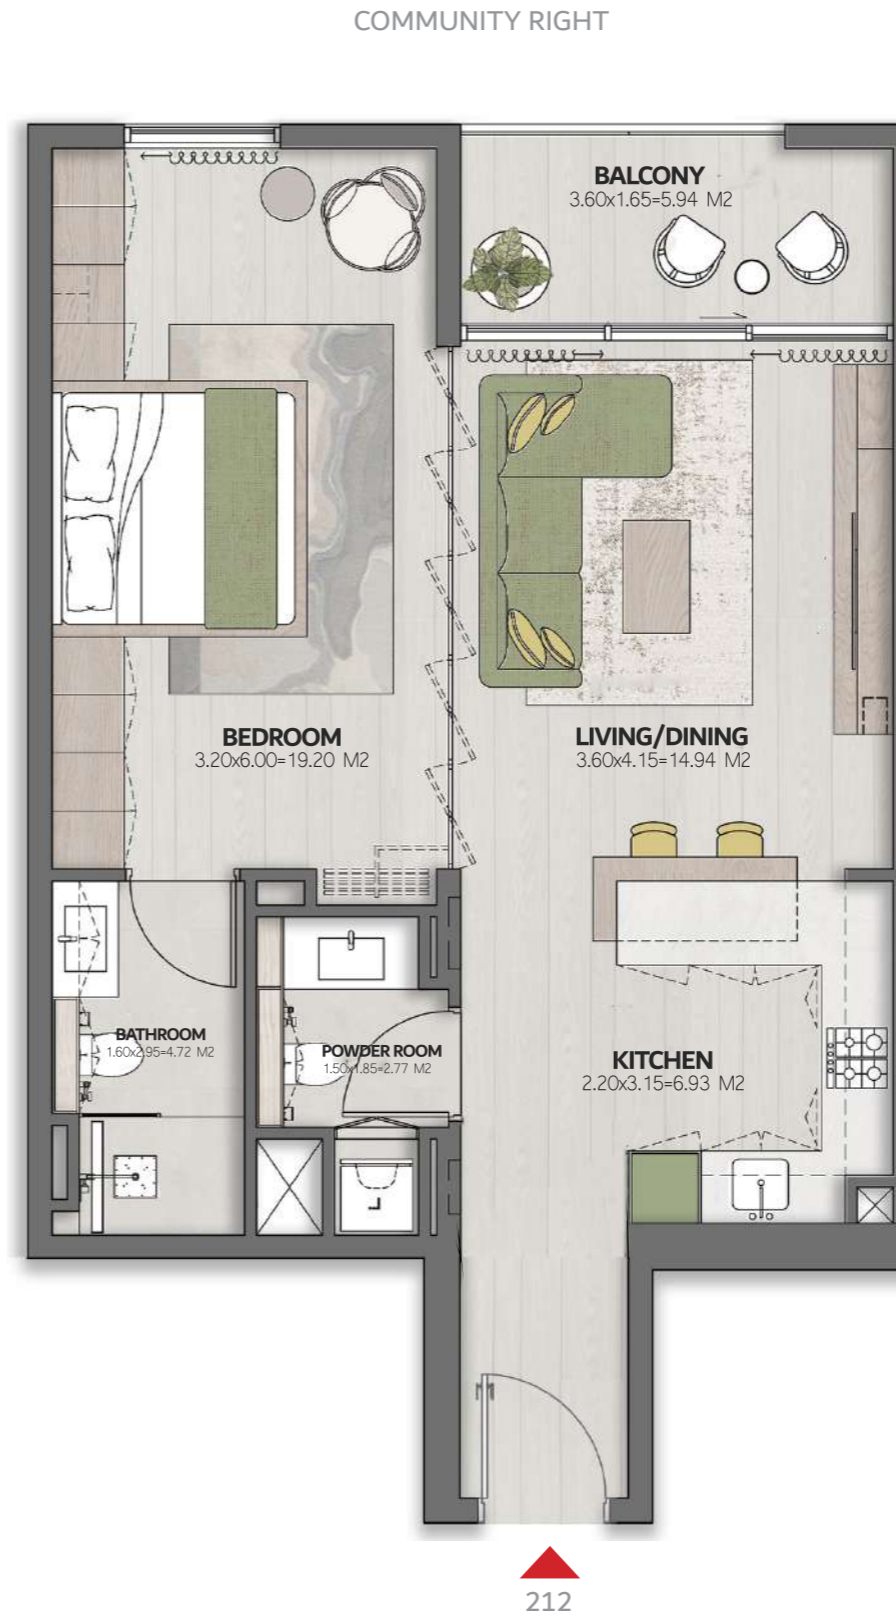 COMMUNITY RIGHT
BALCONY
3.60x1.65=5.94 M2
BEDROOM
3.20x6.00=19.20 M2
LIVING/DINING
3.60x4.15=14.94 M2
BATHROOM
1.60x2.95=4.72 M2
POWDER ROOM
1.50x1.85=2.77 M2
KITCHEN
2.20x3.15=6.93 M2
L
212